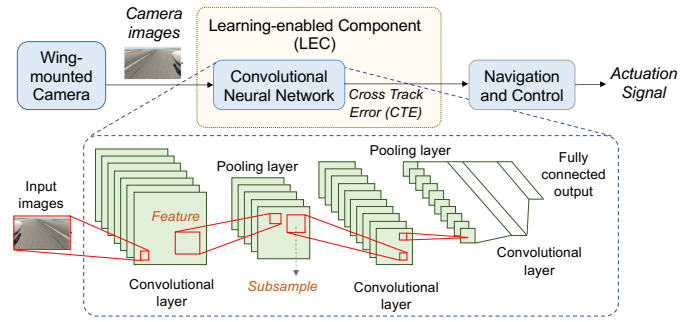 Camera
images
Learning-enabled Component
(LEC)
Wing-
mounted
Camera
Convolutional
Neural Network
Cross Track
Error (CTE)
Navigation
and Control
Actuation
Signal
Input
images
Feature
Convolutional
layer
Pooling layer
Subsample
Convolutional
layer
Pooling layer
Fully
connected
output
Convolutional
layer